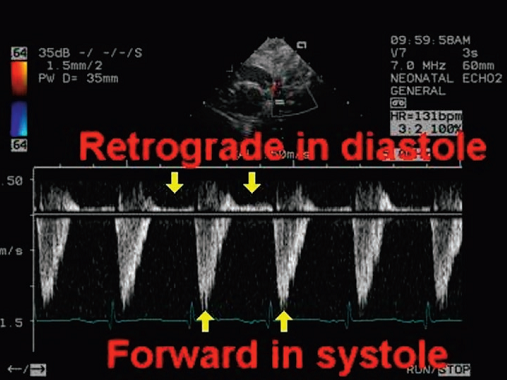 64
64
35dB -/ -/-/S
1.5mm/2
PW D= 35mm
09:59:58AM
V7 3s
7.0 MHz 60mm
NEONATAL ECHO2
GENERAL
HR=131bpm
3:2.100%
Retrograde in diastole
m/s
.50
m/s
1.5
Forward in systole
←/→
RUN/STOP